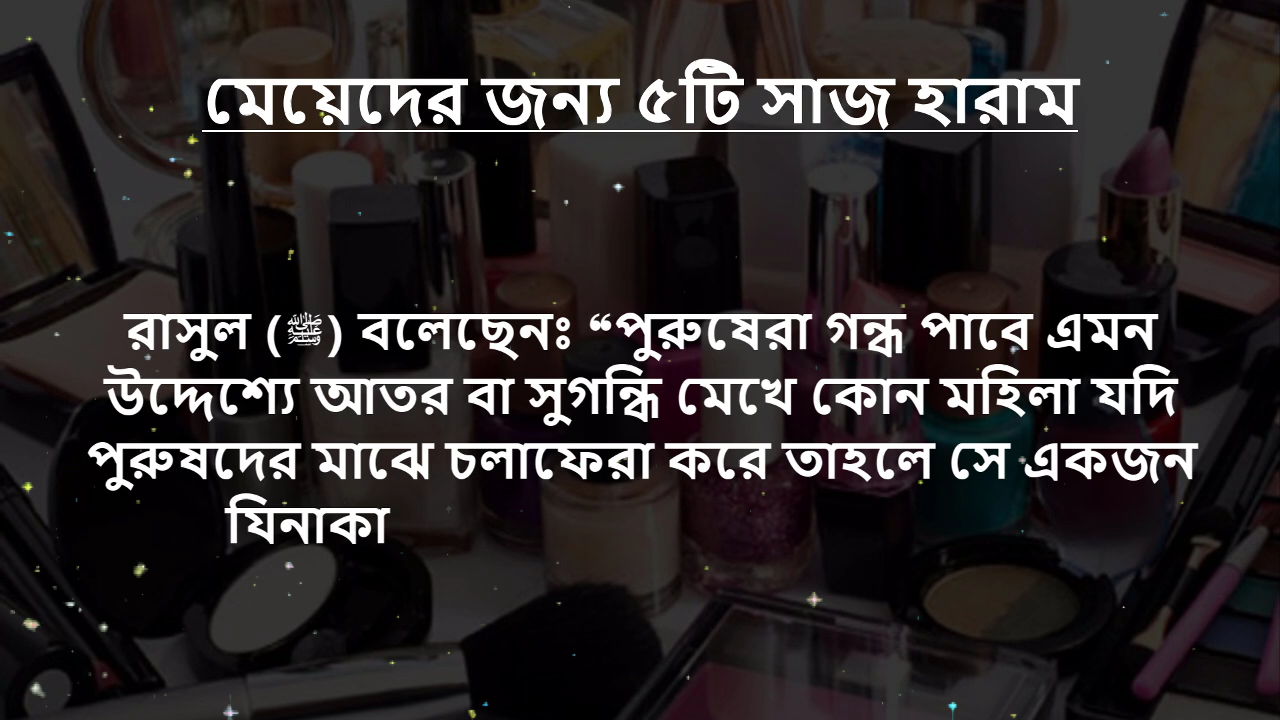 মেয়েদের জন্য ৫টি সাজ হারাম
রাসুল (ﷺ) বলেছেনঃ “পুরুষেরা গন্ধ পাবে এমন
উদ্দেশ্যে আতর বা সুগন্ধি মেখে কোন মহিলা যদি
পুরুষদের মাঝে চলাফেরা করে তাহলে সে একজন
যিনাকা